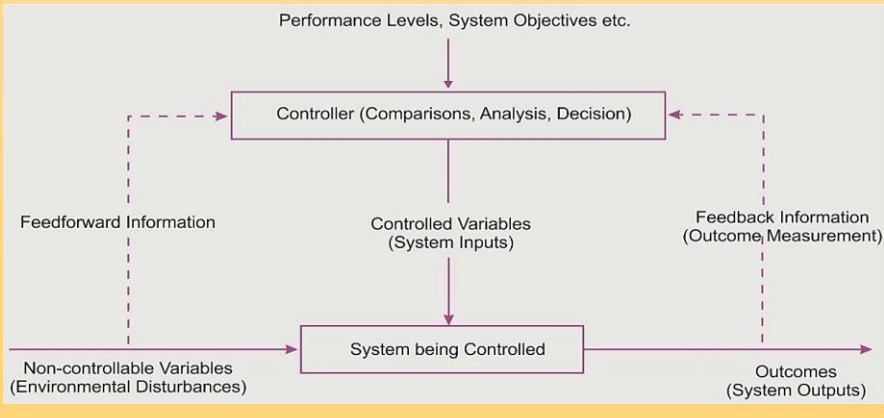 Performance Levels, System Objectives etc.
Controller (Comparisons, Analysis, Decision)
Feedforward Information
Controlled Variables
(System Inputs)
Feedback Information
(Outcome Measurement)
System being Controlled
Non-controllable Variables
(Environmental Disturbances)
Outcomes
(System Outputs)